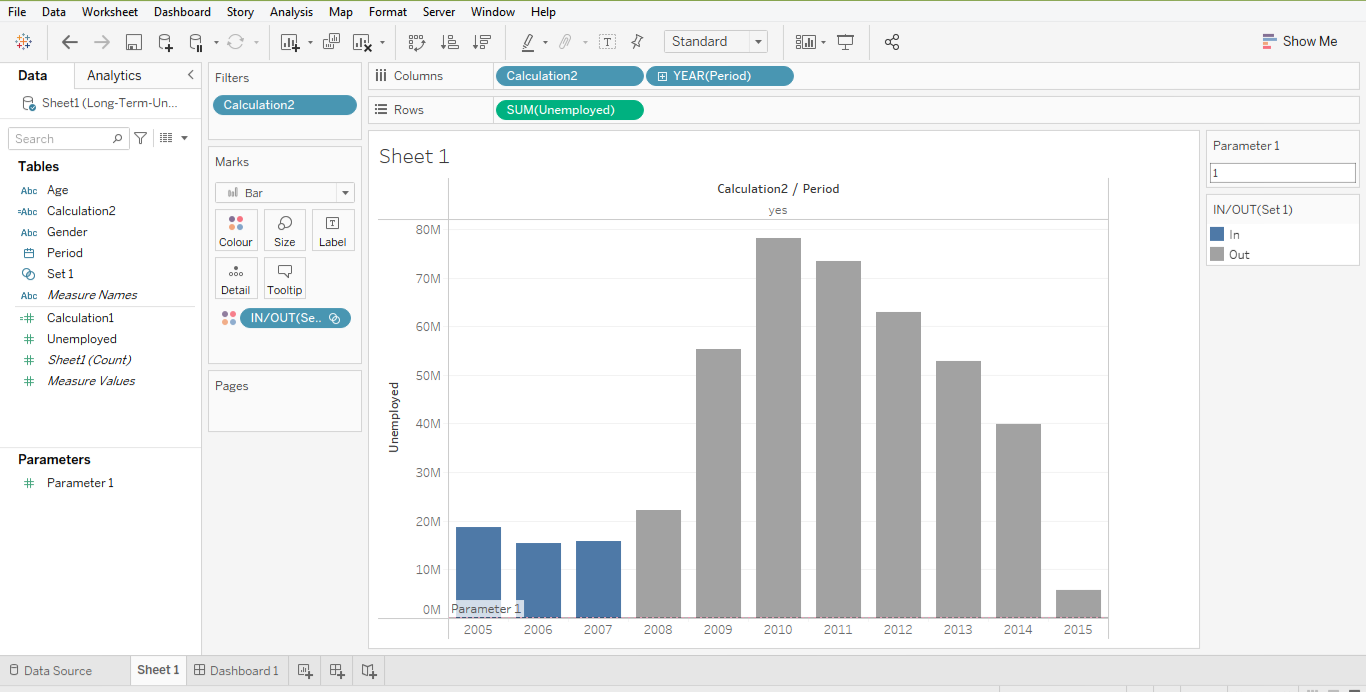 File Data Worksheet Dashboard Story Analysis Map Format Server Window Help
Standard
Show Me
Data Analytics
Sheet1 (Long-Term-Un...
Search
Tables
Abc Age
=Abc Calculation2
Abc Gender
Period
Set 1
Abc Measure Names
=# Calculation1
# Unemployed
# Sheet1 (Count)
# Measure Values
Parameters
# Parameter 1
Filters
Calculation2
Marks
Bar
Colour Size Label
Detail Tooltip
IN/OUT(Se..
Pages
Columns Calculation2 YEAR(Period)
Rows SUM(Unemployed)
Sheet 1
Calculation2 / Period
yes
80M
70M
60M
50M
40M
30M
20M
10M
0M
Unemployed
Parameter 1
2005 2006 2007 2008 2009 2010 2011 2012 2013 2014 2015
Parameter 1
1
IN/OUT(Set 1)
In
Out
Data Source Sheet 1 Dashboard 1